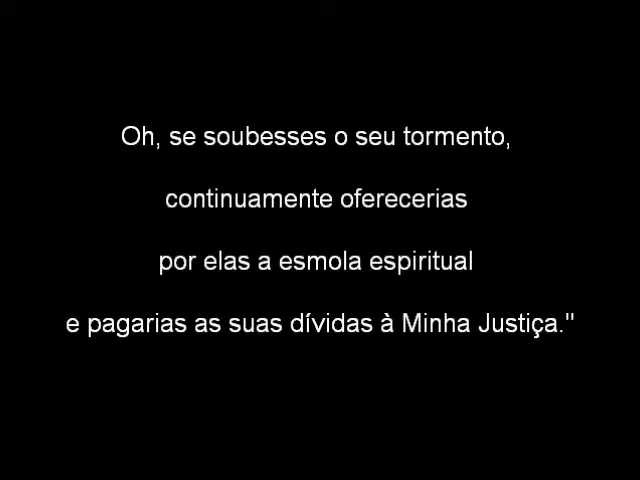 Oh, se soubesses o seu tormento,
continuamente oferecerias
por elas a esmola espiritual
e pagarias as suas dívidas à Minha Justiça."